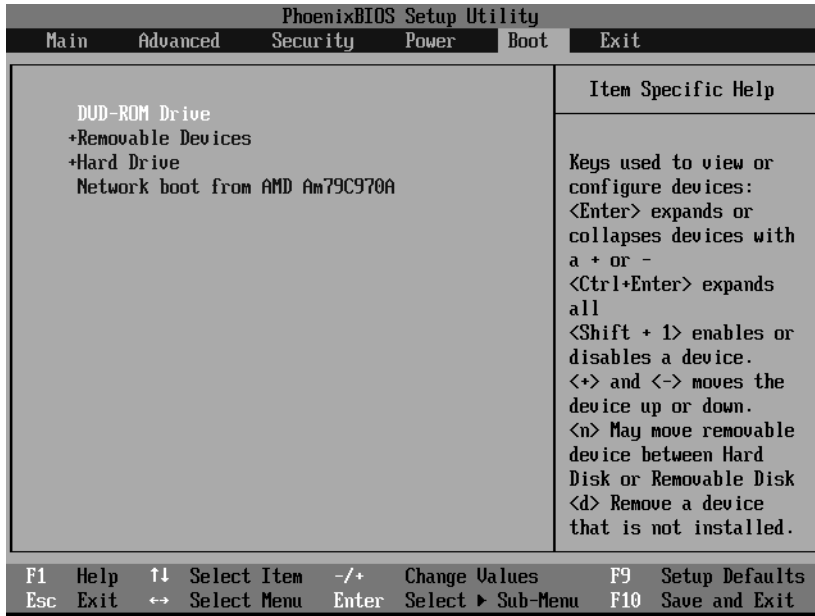 PhoenixBIOS Setup Utility
Main Advanced Security Power Boot Exit
DVD-ROM Drive
+Removable Devices
+Hard Drive
Network boot from AMD Am79C970A
Item Specific Help
Keys used to view or
configure devices:
<Enter> expands or
collapses devices with
a + or -
<Ctrl+Enter> expands
all
<Shift + 1> enables or
disables a device.
<+> and <-> moves the
device up or down.
<n> May move removable
device between Hard
Disk or Removable Disk
<d> Remove a device
that is not installed.
F1 Help ↑↓ Select Item -/+ Change Values F9 Setup Defaults
Esc Exit ↔ Select Menu Enter Select ▶ Sub-Menu F10 Save and Exit